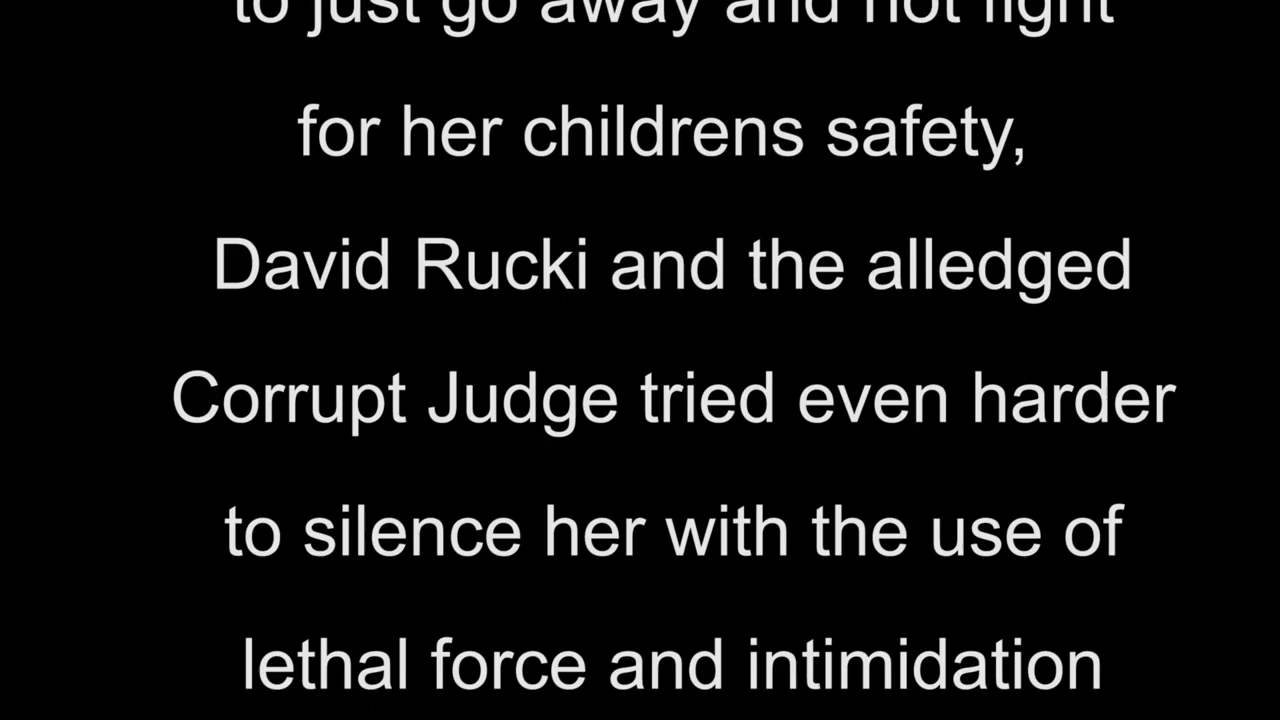 to just go away and not fight
for her childrens safety,
David Rucki and the alledged
Corrupt Judge tried even harder
to silence her with the use of
lethal force and intimidation